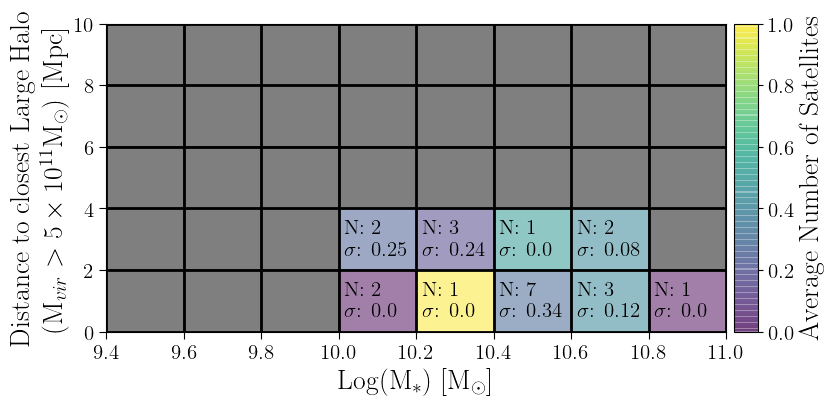 Distance to closest Large Halo
(M_vir > 5 × 10^11 M_⊙) [Mpc]
10
8
6
4
2
0
N: 2
σ: 0.25
N: 3
σ: 0.24
N: 1
σ: 0.0
N: 2
σ: 0.08
N: 2
σ: 0.0
N: 1
σ: 0.0
N: 7
σ: 0.34
N: 3
σ: 0.12
N: 1
σ: 0.0
9.4 9.6 9.8 10.0 10.2 10.4 10.6 10.8 11.0
Log(M_*) [M_⊙]
1.0
0.8
0.6
0.4
0.2
0.0
Average Number of Satellites